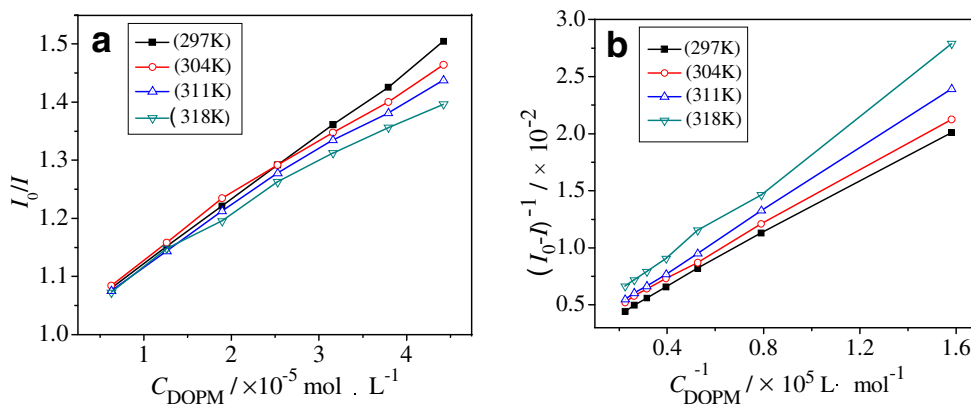 a
(297K)
(304K)
(311K)
(318K)
1.5
1.4
1.3
1.2
1.1
1.0
I₀/I
1 2 3 4
C_DOPM / ×10⁻⁵ mol . L⁻¹
b
(297K)
(304K)
(311K)
(318K)
3.0
2.5
2.0
1.5
1.0
0.5
(I₀-I)⁻¹ / × 10⁻²
0.4 0.8 1.2 1.6
C⁻¹_DOPM / × 10⁵ L· mol⁻¹